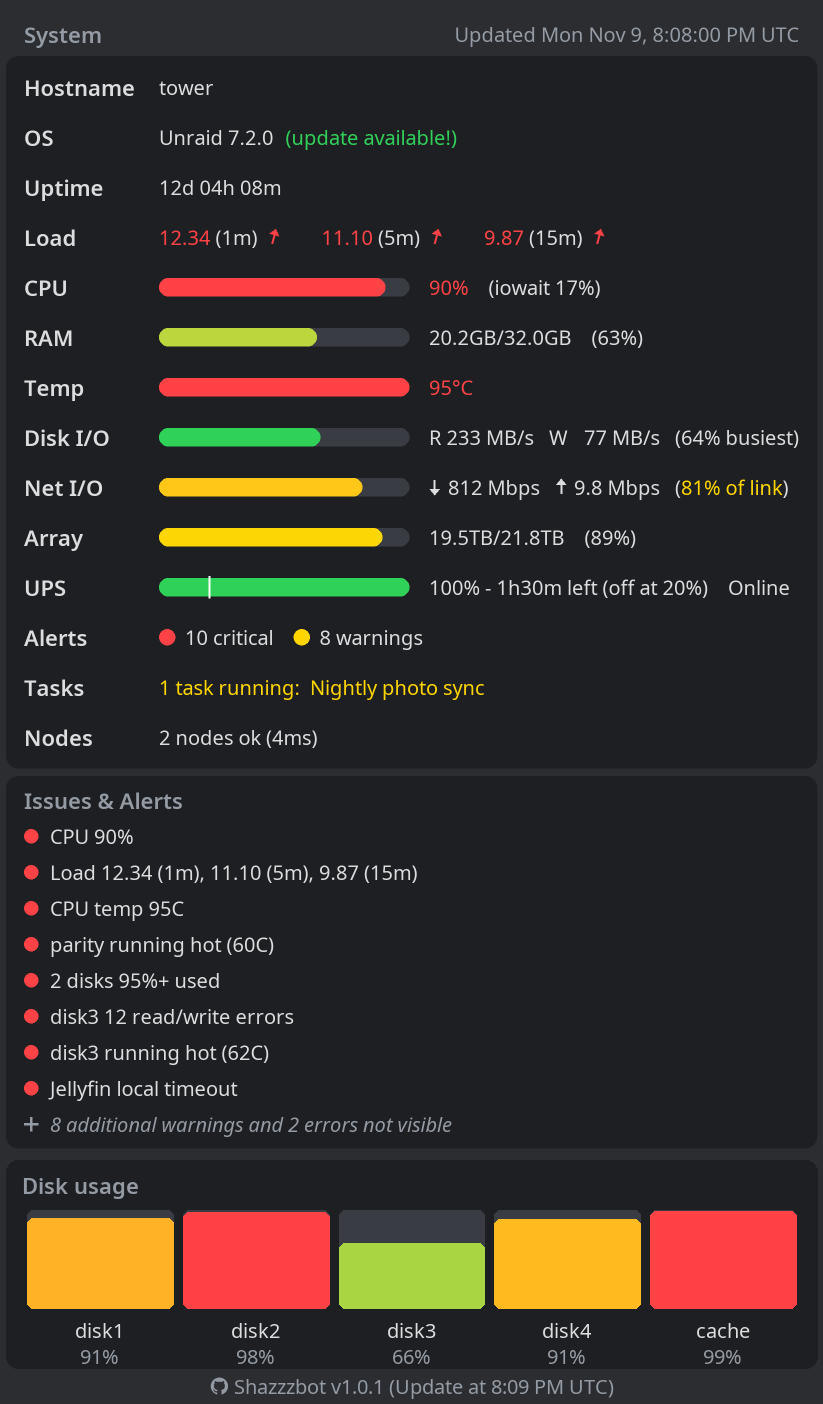 System Updated Mon Nov 9, 8:08:00 PM UTC
Hostname tower
OS Unraid 7.2.0 (update available!)
Uptime 12d 04h 08m
Load 12.34 (1m) ↑ 11.10 (5m) ↑ 9.87 (15m) ↑
CPU 90% (iowait 17%)
RAM 20.2GB/32.0GB (63%)
Temp 95°C
Disk I/O R 233 MB/s W 77 MB/s (64% busiest)
Net I/O ↓ 812 Mbps ↑ 9.8 Mbps (81% of link)
Array 19.5TB/21.8TB (89%)
UPS 100% - 1h30m left (off at 20%) Online
Alerts 10 critical 8 warnings
Tasks 1 task running: Nightly photo sync
Nodes 2 nodes ok (4ms)
Issues & Alerts
CPU 90%
Load 12.34 (1m), 11.10 (5m), 9.87 (15m)
CPU temp 95C
parity running hot (60C)
2 disks 95%+ used
disk3 12 read/write errors
disk3 running hot (62C)
Jellyfin local timeout
+ 8 additional warnings and 2 errors not visible
Disk usage
disk1 disk2 disk3 disk4 cache
91% 98% 66% 91% 99%
Shazzzbot v1.0.1 (Update at 8:09 PM UTC)